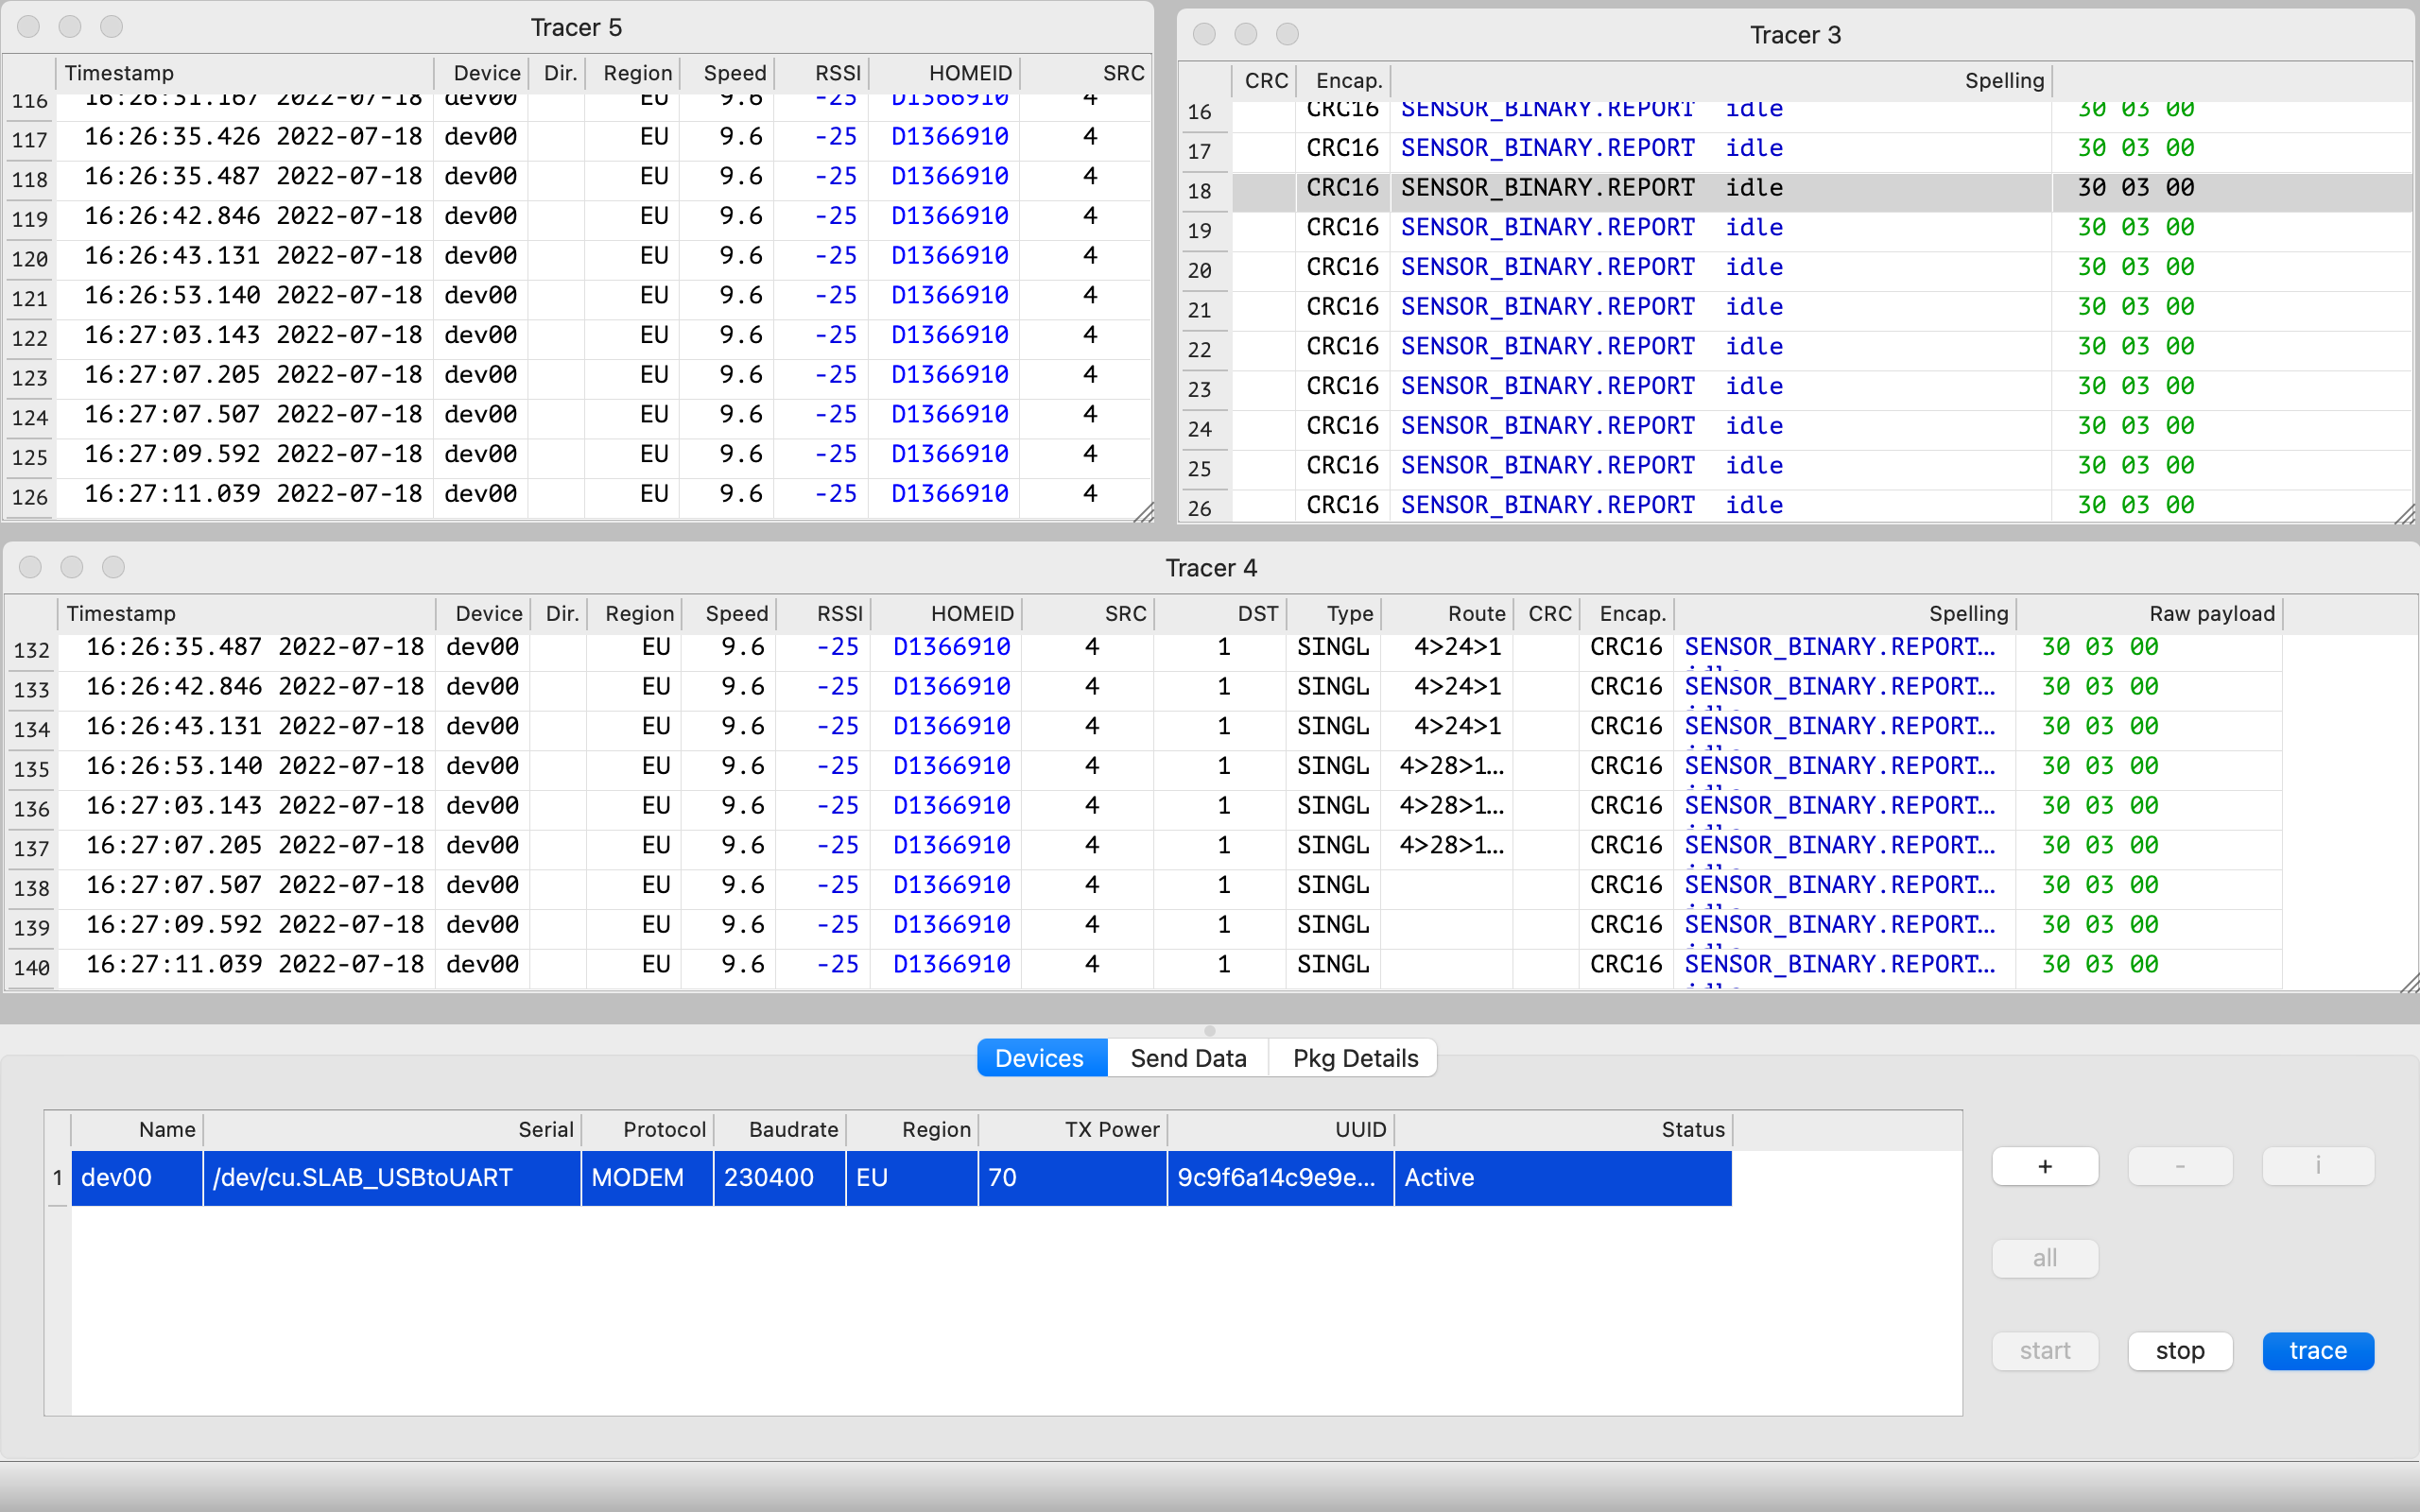 Tracer 5
Timestamp Device Dir. Region Speed RSSI HOMEID SRC
116 16:26:31.167 2022-07-18 dev00 EU 9.6 -25 D1366910 4
117 16:26:35.426 2022-07-18 dev00 EU 9.6 -25 D1366910 4
118 16:26:35.487 2022-07-18 dev00 EU 9.6 -25 D1366910 4
119 16:26:42.846 2022-07-18 dev00 EU 9.6 -25 D1366910 4
120 16:26:43.131 2022-07-18 dev00 EU 9.6 -25 D1366910 4
121 16:26:53.140 2022-07-18 dev00 EU 9.6 -25 D1366910 4
122 16:27:03.143 2022-07-18 dev00 EU 9.6 -25 D1366910 4
123 16:27:07.205 2022-07-18 dev00 EU 9.6 -25 D1366910 4
124 16:27:07.507 2022-07-18 dev00 EU 9.6 -25 D1366910 4
125 16:27:09.592 2022-07-18 dev00 EU 9.6 -25 D1366910 4
126 16:27:11.039 2022-07-18 dev00 EU 9.6 -25 D1366910 4
Tracer 3
CRC Encap. Spelling
16 CRC16 SENSOR_BINARY.REPORT idle 30 03 00
17 CRC16 SENSOR_BINARY.REPORT idle 30 03 00
18 CRC16 SENSOR_BINARY.REPORT idle 30 03 00
19 CRC16 SENSOR_BINARY.REPORT idle 30 03 00
20 CRC16 SENSOR_BINARY.REPORT idle 30 03 00
21 CRC16 SENSOR_BINARY.REPORT idle 30 03 00
22 CRC16 SENSOR_BINARY.REPORT idle 30 03 00
23 CRC16 SENSOR_BINARY.REPORT idle 30 03 00
24 CRC16 SENSOR_BINARY.REPORT idle 30 03 00
25 CRC16 SENSOR_BINARY.REPORT idle 30 03 00
26 CRC16 SENSOR_BINARY.REPORT idle 30 03 00
Tracer 4
Timestamp Device Dir. Region Speed RSSI HOMEID SRC DST Type Route CRC Encap. Spelling Raw payload
132 16:26:35.487 2022-07-18 dev00 EU 9.6 -25 D1366910 4 1 SINGL 4>24>1 CRC16 SENSOR_BINARY.REPORT… 30 03 00
133 16:26:42.846 2022-07-18 dev00 EU 9.6 -25 D1366910 4 1 SINGL 4>24>1 CRC16 SENSOR_BINARY.REPORT… 30 03 00
134 16:26:43.131 2022-07-18 dev00 EU 9.6 -25 D1366910 4 1 SINGL 4>24>1 CRC16 SENSOR_BINARY.REPORT… 30 03 00
135 16:26:53.140 2022-07-18 dev00 EU 9.6 -25 D1366910 4 1 SINGL 4>28>1… CRC16 SENSOR_BINARY.REPORT… 30 03 00
136 16:27:03.143 2022-07-18 dev00 EU 9.6 -25 D1366910 4 1 SINGL 4>28>1… CRC16 SENSOR_BINARY.REPORT… 30 03 00
137 16:27:07.205 2022-07-18 dev00 EU 9.6 -25 D1366910 4 1 SINGL 4>28>1… CRC16 SENSOR_BINARY.REPORT… 30 03 00
138 16:27:07.507 2022-07-18 dev00 EU 9.6 -25 D1366910 4 1 SINGL CRC16 SENSOR_BINARY.REPORT… 30 03 00
139 16:27:09.592 2022-07-18 dev00 EU 9.6 -25 D1366910 4 1 SINGL CRC16 SENSOR_BINARY.REPORT… 30 03 00
140 16:27:11.039 2022-07-18 dev00 EU 9.6 -25 D1366910 4 1 SINGL CRC16 SENSOR_BINARY.REPORT… 30 03 00
Devices Send Data Pkg Details
Name Serial Protocol Baudrate Region TX Power UUID Status
1 dev00 /dev/cu.SLAB_USBtoUART MODEM 230400 EU 70 9c9f6a14c9e9e… Active
+ - i
all
start stop trace